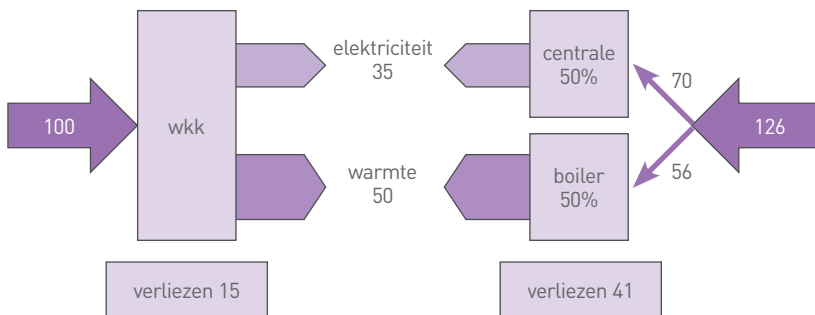 100
wkk
elektriciteit
35
warmte
50
centrale
50%
boiler
50%
70
56
126
verliezen 15
verliezen 41